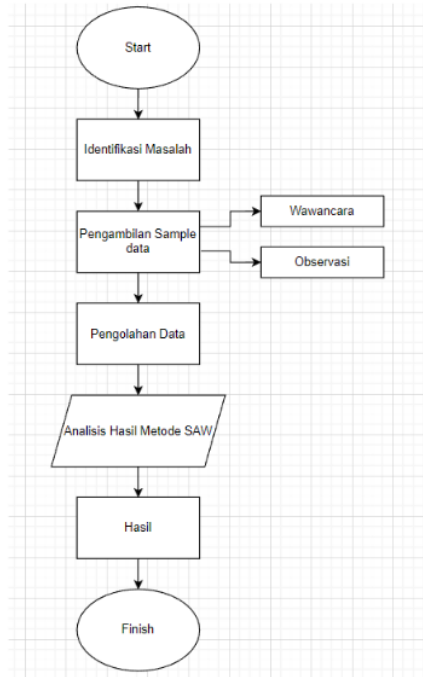 Start
Identifikasi Masalah
Pengambilan Sample
data
Wawancara
Observasi
Pengolahan Data
Analisis Hasil Metode SAW
Hasil
Finish